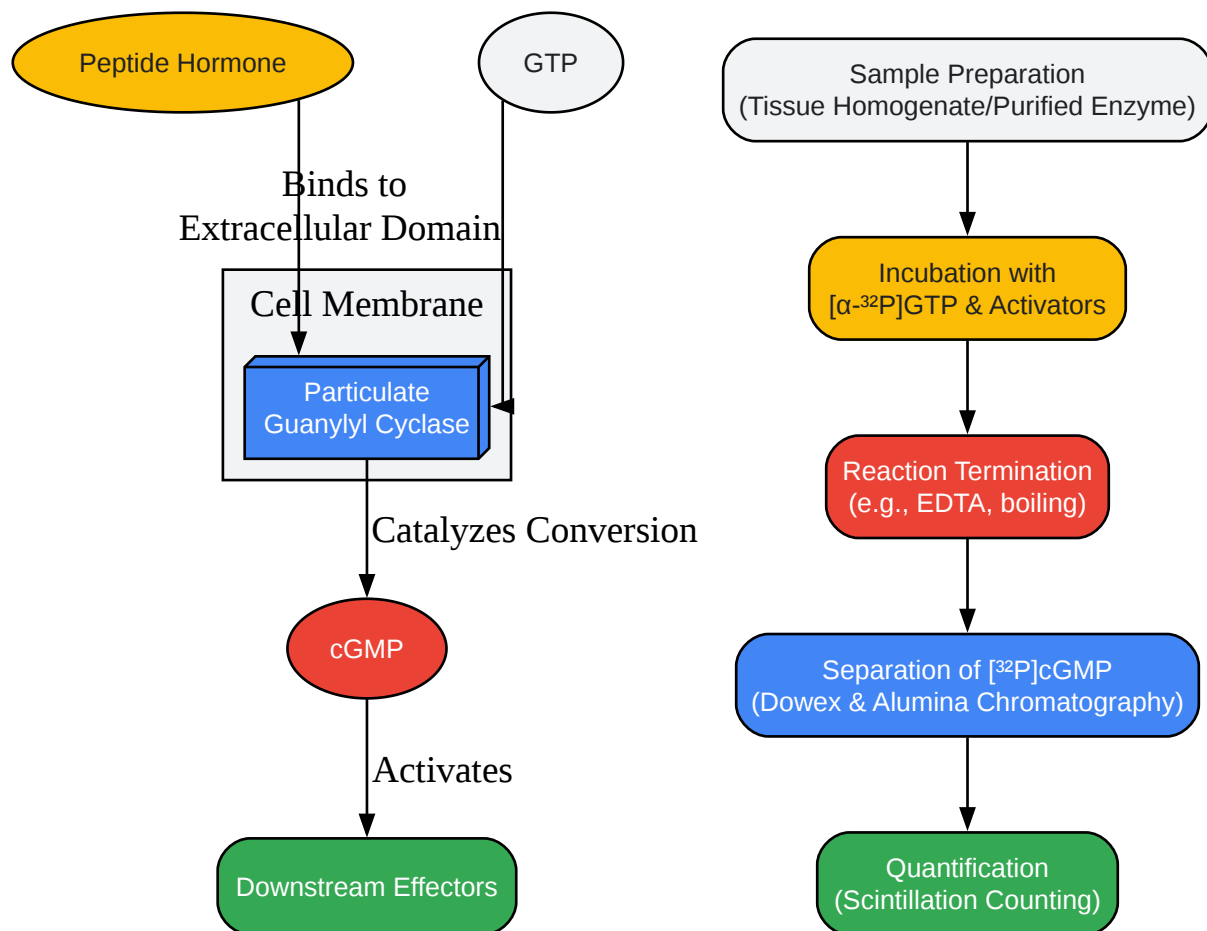 Peptide Hormone
GTP
Binds to
Extracellular Domain
Cell Membrane
Particulate
Guanylyl Cyclase
Catalyzes Conversion
cGMP
Activates
Downstream Effectors
Sample Preparation
(Tissue Homogenate/Purified Enzyme)
Incubation with
[α-³²P]GTP & Activators
Reaction Termination
(e.g., EDTA, boiling)
Separation of [³²P]cGMP
(Dowex & Alumina Chromatography)
Quantification
(Scintillation Counting)